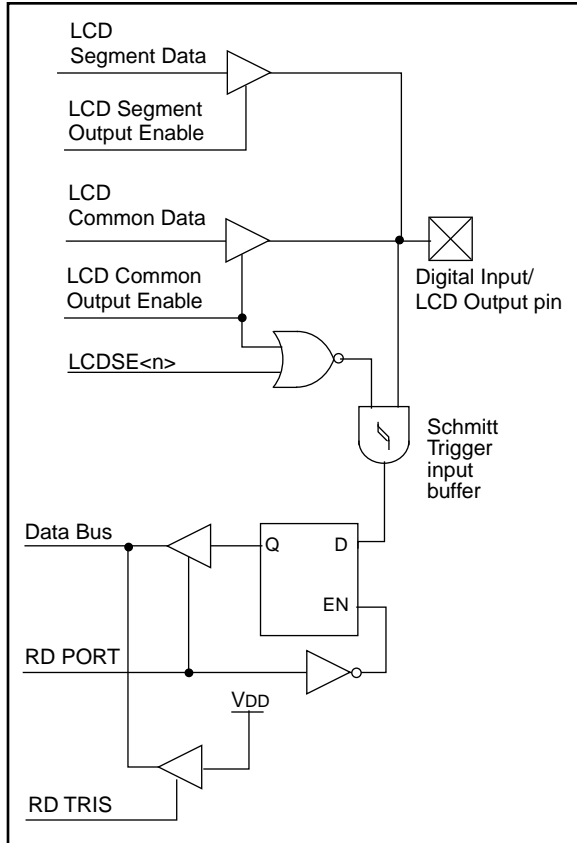 LCD
Segment Data
LCD Segment
Output Enable
LCD
Common Data
LCD Common
Output Enable
Digital Input/
LCD Output pin
LCDSE<n>
Schmitt
Trigger
input
buffer
Data Bus
Q
D
EN
RD PORT
VDD
RD TRIS